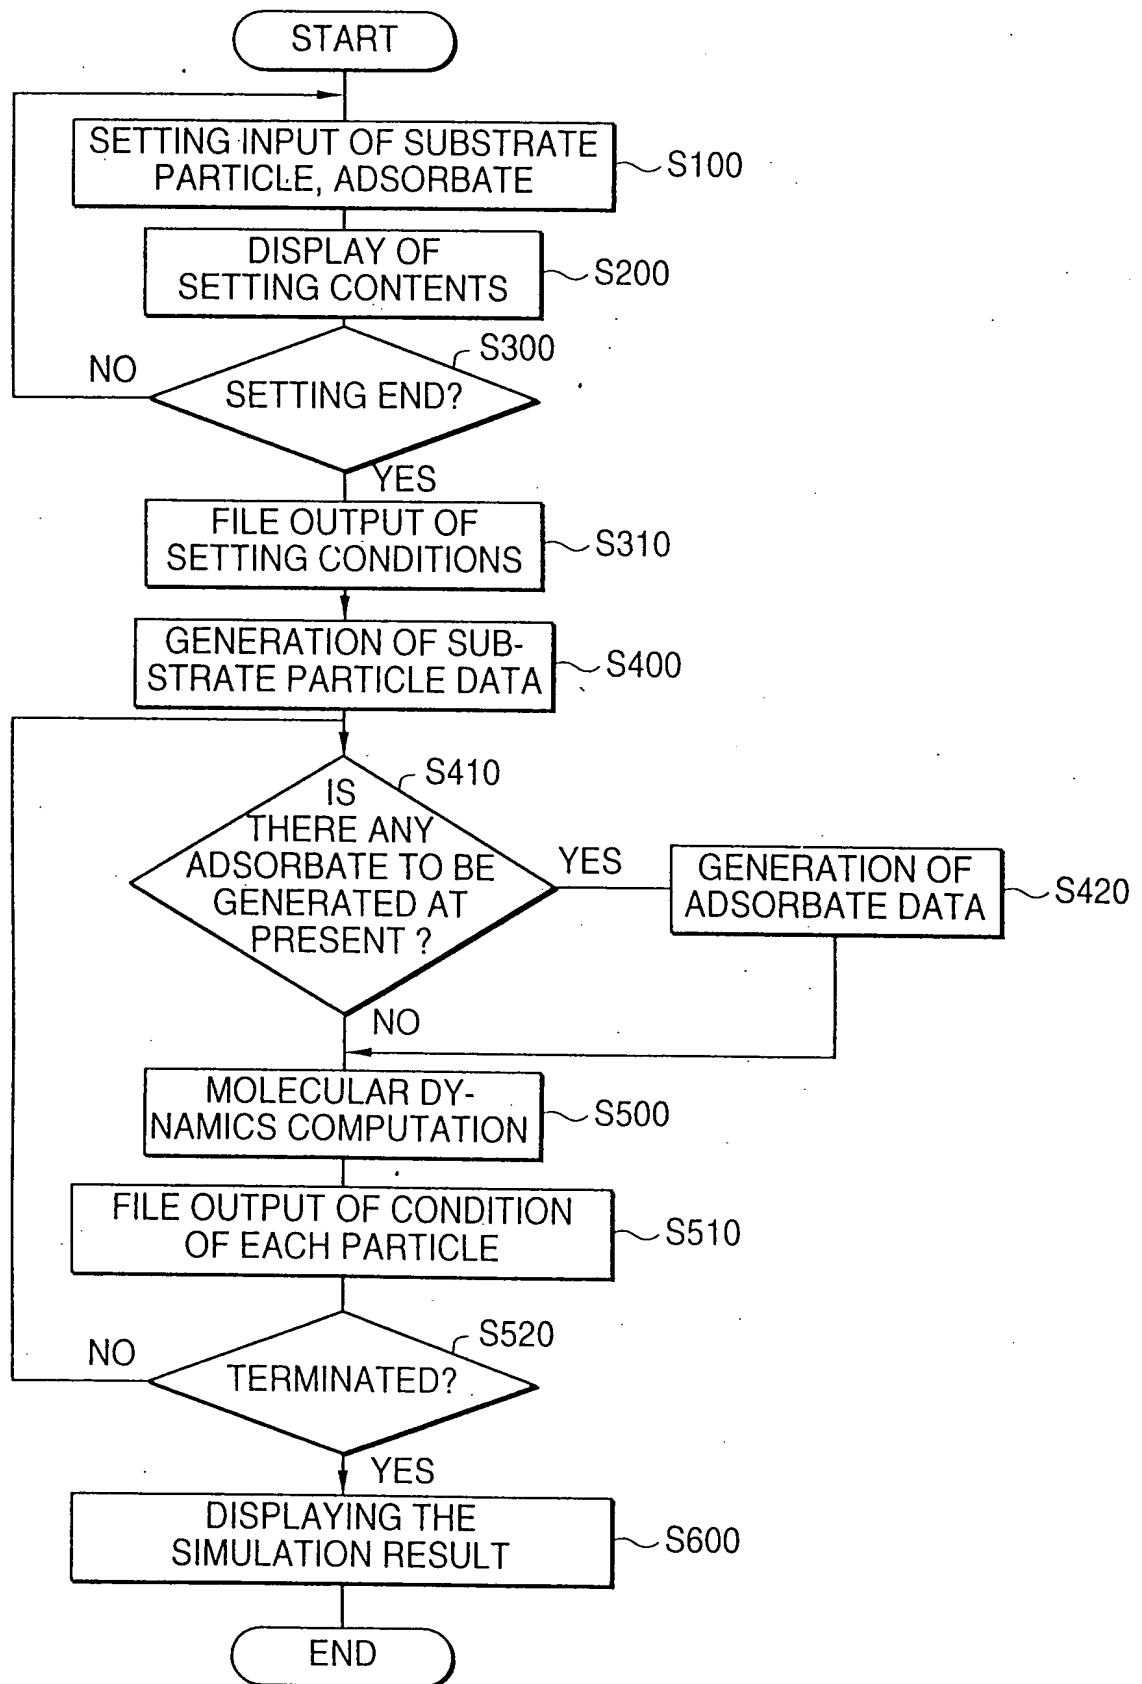 START
SETTING INPUT OF SUBSTRATE
PARTICLE, ADSORBATE
S100
DISPLAY OF
SETTING CONTENTS
S200
S300
NO
SETTING END?
YES
FILE OUTPUT OF
SETTING CONDITIONS
S310
GENERATION OF SUB-
STRATE PARTICLE DATA
S400
S410
IS
THERE ANY
ADSORBATE TO BE
GENERATED AT
PRESENT ?
YES
GENERATION OF
ADSORBATE DATA
S420
NO
MOLECULAR DY-
NAMICS COMPUTATION
S500
FILE OUTPUT OF CONDITION
OF EACH PARTICLE
S510
S520
NO
TERMINATED?
YES
DISPLAYING THE
SIMULATION RESULT
S600
END